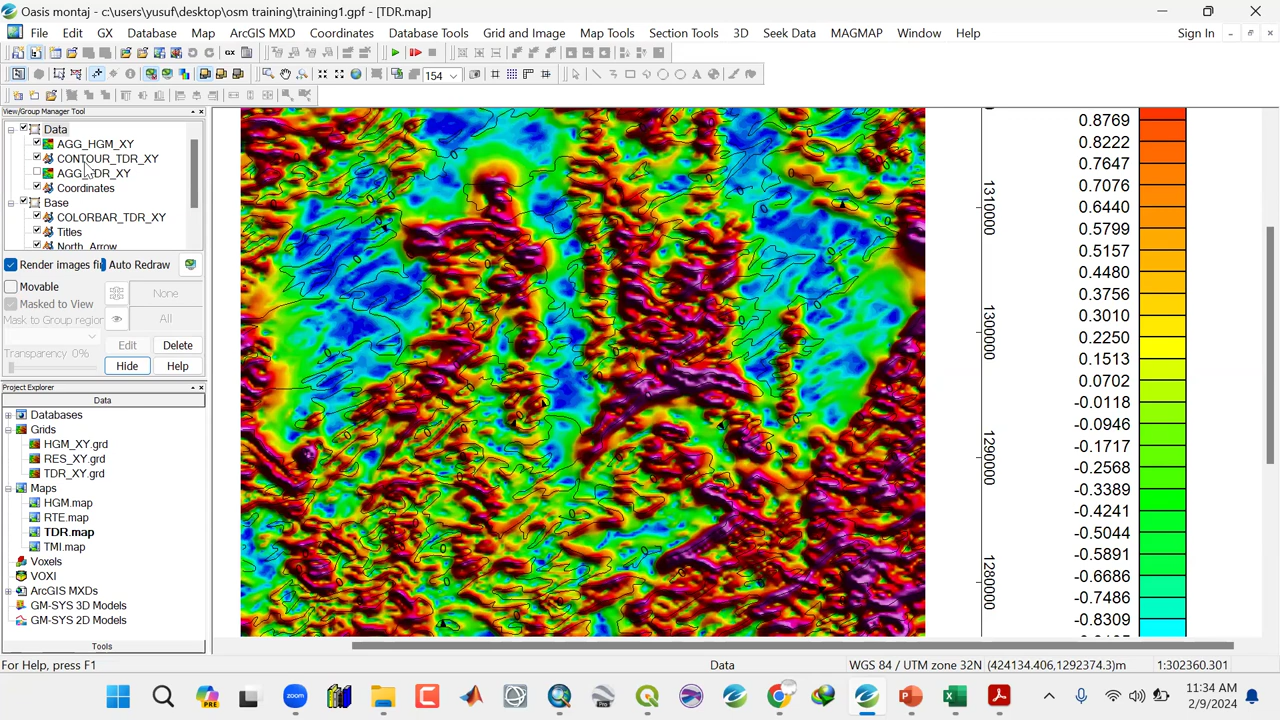 Oasis montaj - c:\users\yusuf\desktop\osm training\training1.gpf - [TDR.map]
File Edit GX Database Map ArcGIS MXD Coordinates Database Tools Grid and Image Map Tools Section Tools 3D Seek Data MAGMAP Window Help Sign In
GX
154
View/Group Manager Tool
Data
AGG_HGM_XY
CONTOUR_TDR_XY
AGG_TDR_XY
Coordinates
Base
COLORBAR_TDR_XY
Titles
North_Arrow
Render images fi Auto Redraw
Movable None
Masked to View
Mask to Group region All
Edit Delete
Transparency 0%
Hide Help
Project Explorer
Data
Databases
Grids
HGM_XY.grd
RES_XY.grd
TDR_XY.grd
Maps
HGM.map
RTE.map
TDR.map
TMI.map
Voxels
VOXI
ArcGIS MXDs
GM-SYS 3D Models
GM-SYS 2D Models
Tools
1310000
1300000
1290000
1280000
0.8769
0.8222
0.7647
0.7076
0.6440
0.5799
0.5157
0.4480
0.3756
0.3010
0.2250
0.1513
0.0702
-0.0118
-0.0946
-0.1717
-0.2568
-0.3389
-0.4241
-0.5044
-0.5891
-0.6686
-0.7486
-0.8309
For Help, press F1 Data WGS 84 / UTM zone 32N (424134.406,1292374.3)m 1:302360.301
PRE
zoom
Pro
11:34 AM
2/9/2024